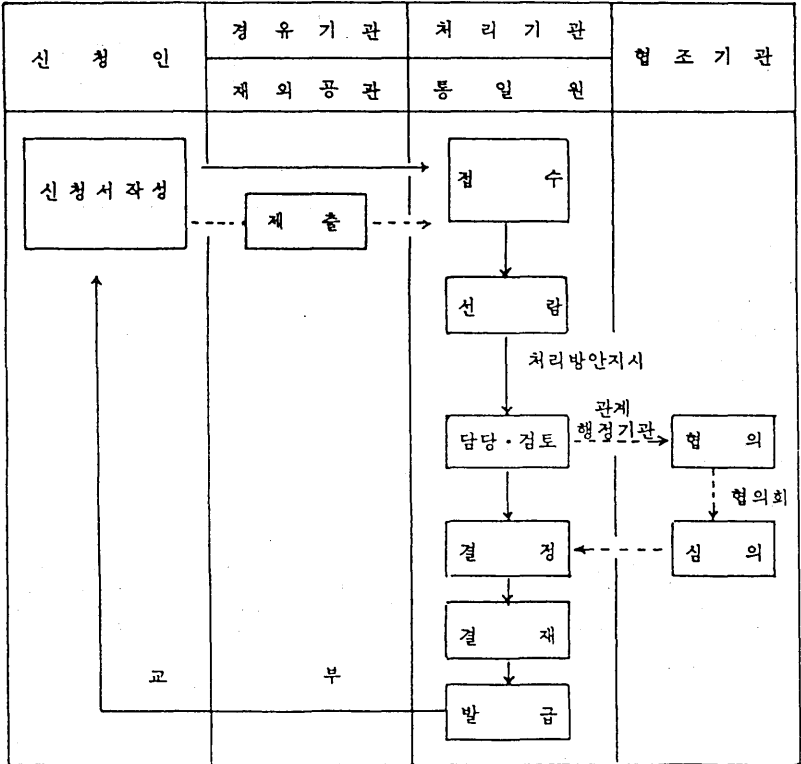 신 청 인
경 유 기 관
처 리 기 관
협 조 기 관
재 외 공 관
통 일 원
신 청 서 작 성
접 수
제 출
선 람
처리방안지시
관계
행정기관
담당·검토
협 의
협의회
결 정
심 의
결 재
교 부
발 급